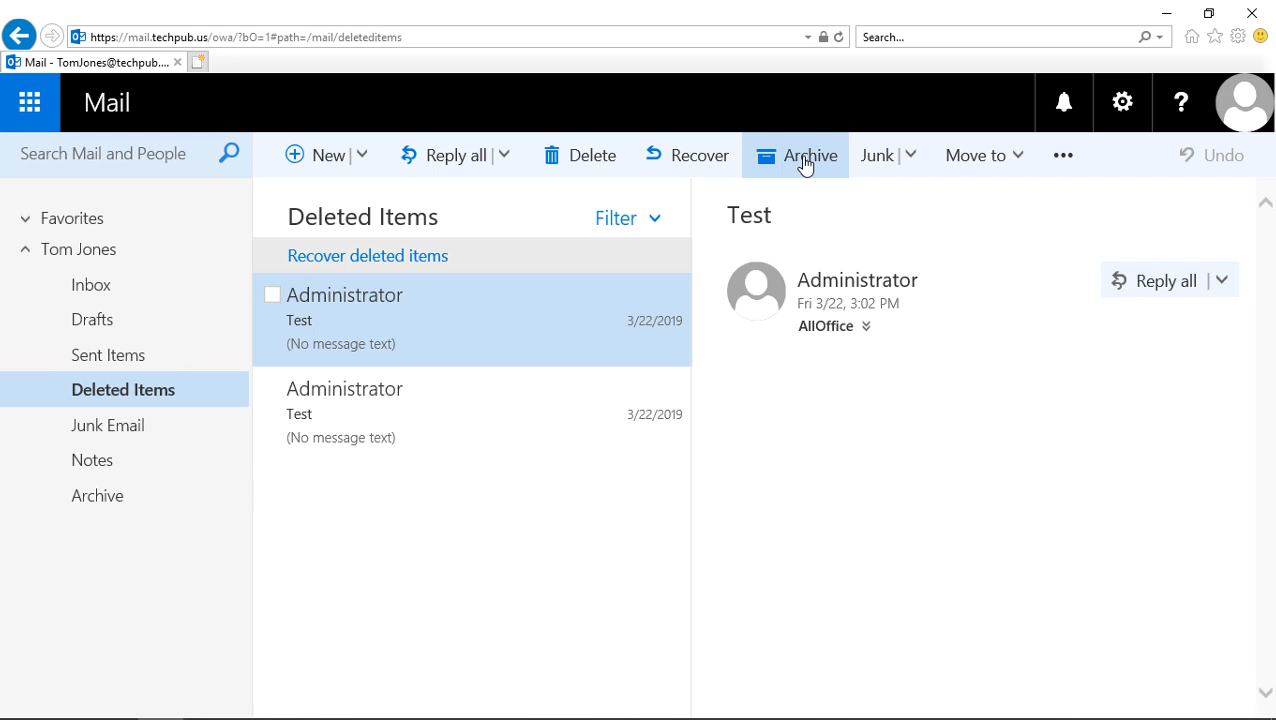 https://mail.techpub.us/owa/?bO=1#path=/mail/deleteditems
Search...
Mail - TomJones@techpub....
Mail
Search Mail and People
New
Reply all
Delete
Recover
Archive
Junk
Move to
Undo
Favorites
Tom Jones
Inbox
Drafts
Sent Items
Deleted Items
Junk Email
Notes
Archive
Deleted Items
Filter
Recover deleted items
Administrator
Test
3/22/2019
(No message text)
Administrator
Test
3/22/2019
(No message text)
Test
Administrator
Fri 3/22, 3:02 PM
AllOffice
Reply all